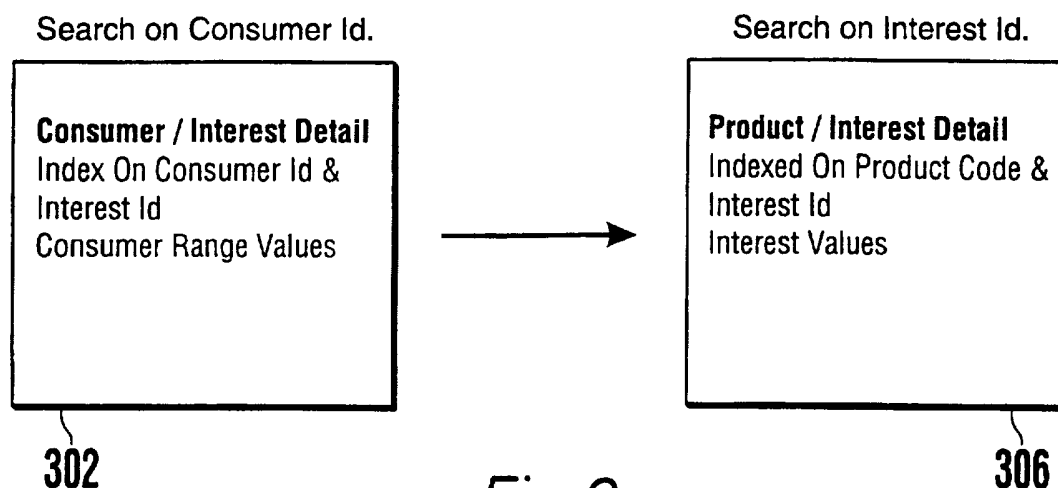 Search on Consumer Id.
Consumer / Interest Detail
Index On Consumer Id &
Interest Id
Consumer Range Values
302
Search on Interest Id.
Product / Interest Detail
Indexed On Product Code &
Interest Id
Interest Values
306